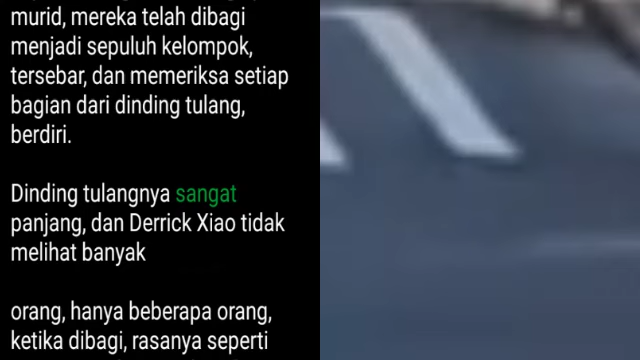 murid, mereka telah dibagi
menjadi sepuluh kelompok,
tersebar, dan memeriksa setiap
bagian dari dinding tulang,
berdiri.
Dinding tulangnya sangat
panjang, dan Derrick Xiao tidak
melihat banyak
orang, hanya beberapa orang,
ketika dibagi, rasanya seperti